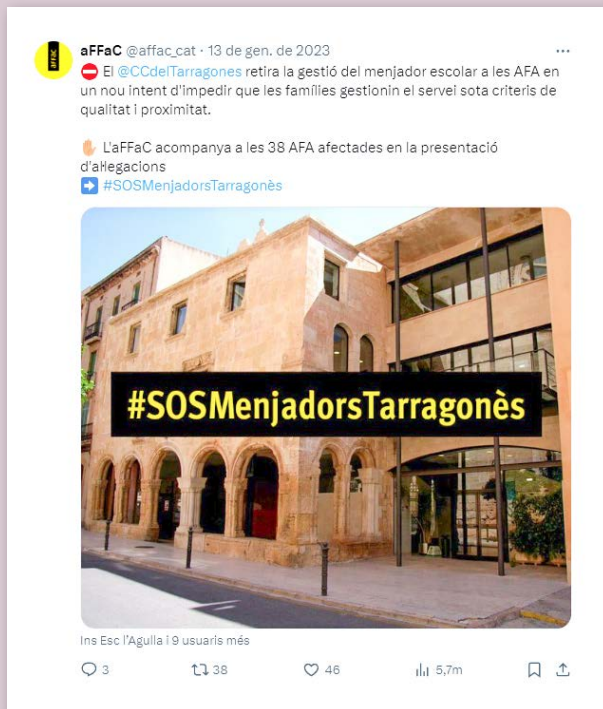 affac
aFFaC @affac_cat · 13 de gen. de 2023 ...
⛔ El @CCdelTarragones retira la gestió del menjador escolar a les AFA en
un nou intent d'impedir que les famílies gestionin el servei sota criteris de
qualitat i proximitat.
✋🏼 L'aFFaC acompanya a les 38 AFA afectades en la presentació
d'al·legacions
➡️ #SOSMenjadorsTarragonès
#SOSMenjadorsTarragonès
Ins Esc l'Agulla i 9 usuaris més
3 38 46 5,7m